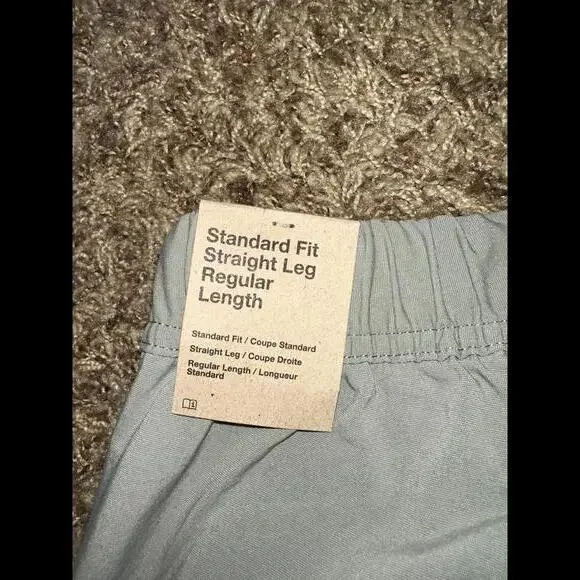 Standard Fit
Straight Leg
Regular
Length
Standard Fit / Coupe Standard
Straight Leg / Coupe Droite
Regular Length / Longueur
Standard